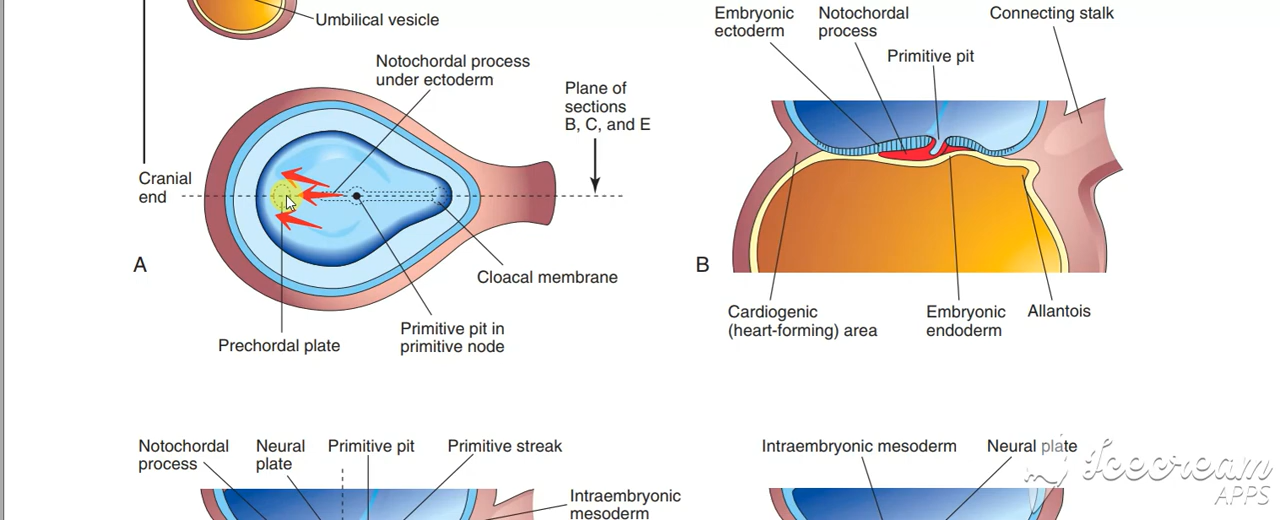 Umbilical vesicle
Notochordal process
under ectoderm
Plane of
sections
B, C, and E
Cranial
end
A
Cloacal membrane
Primitive pit in
primitive node
Prechordal plate
Embryonic
ectoderm
Notochordal
process
Primitive pit
Connecting stalk
B
Cardiogenic
(heart-forming) area
Embryonic
endoderm
Allantois
Notochordal
process
Neural
plate
Primitive pit
Primitive streak
Intraembryonic
mesoderm
Intraembryonic mesoderm
Neural plate
Icecream
APPS